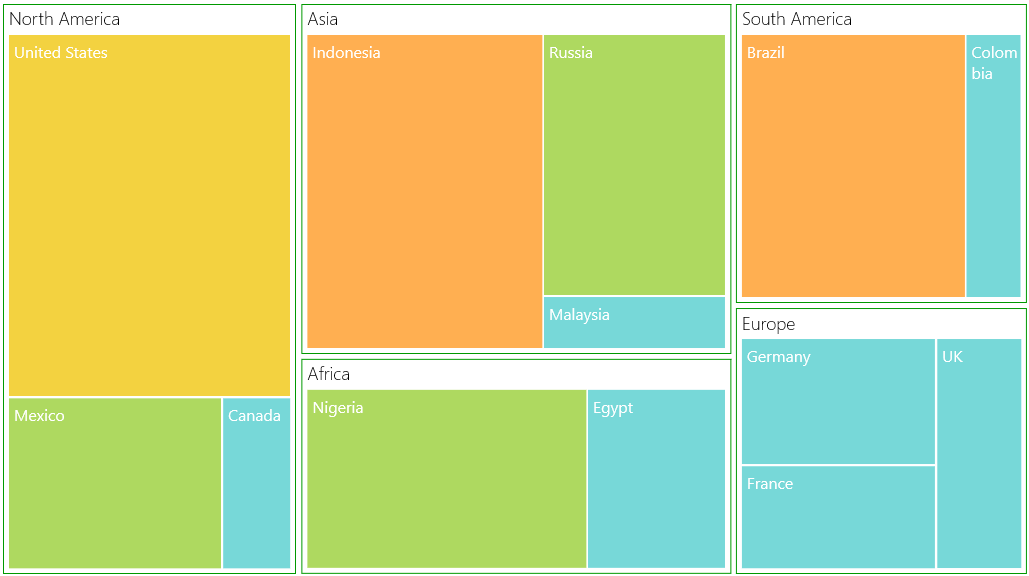 North America
United States
Mexico
Canada
Asia
Indonesia
Russia
Malaysia
Africa
Nigeria
Egypt
South America
Brazil
Colom
bia
Europe
Germany
UK
France